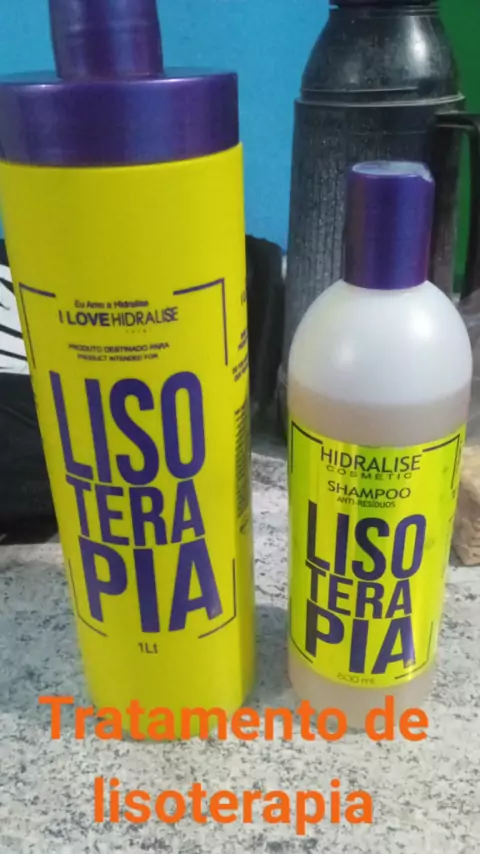 Eu Amo a Hidralise
I LOVE HIDRALISE
PRODUTO DESTINADO PARA
PRODUCT INTENDED FOR
LISO
TERA
PIA
1Lt
HIDRALISE
COSMETIC
SHAMPOO
ANTI-RESÍDUOS
LISO
TERA
PIA
500 ml
Tratamento de
lisoterapia